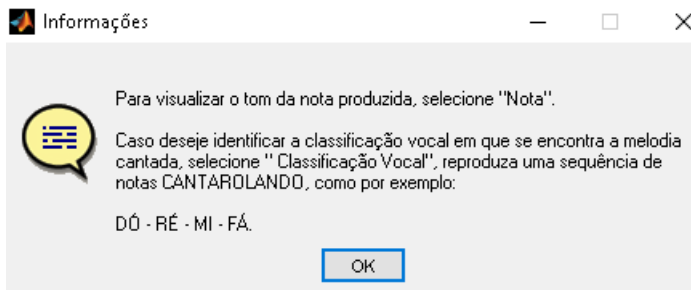 Informações
Para visualizar o tom da nota produzida, selecione "Nota".
Caso deseje identificar a classificação vocal em que se encontra a melodia
cantada, selecione " Classificação Vocal", reproduza uma sequência de
notas CANTAROLANDO, como por exemplo:
DÓ - RÉ - MI - FÁ.
OK